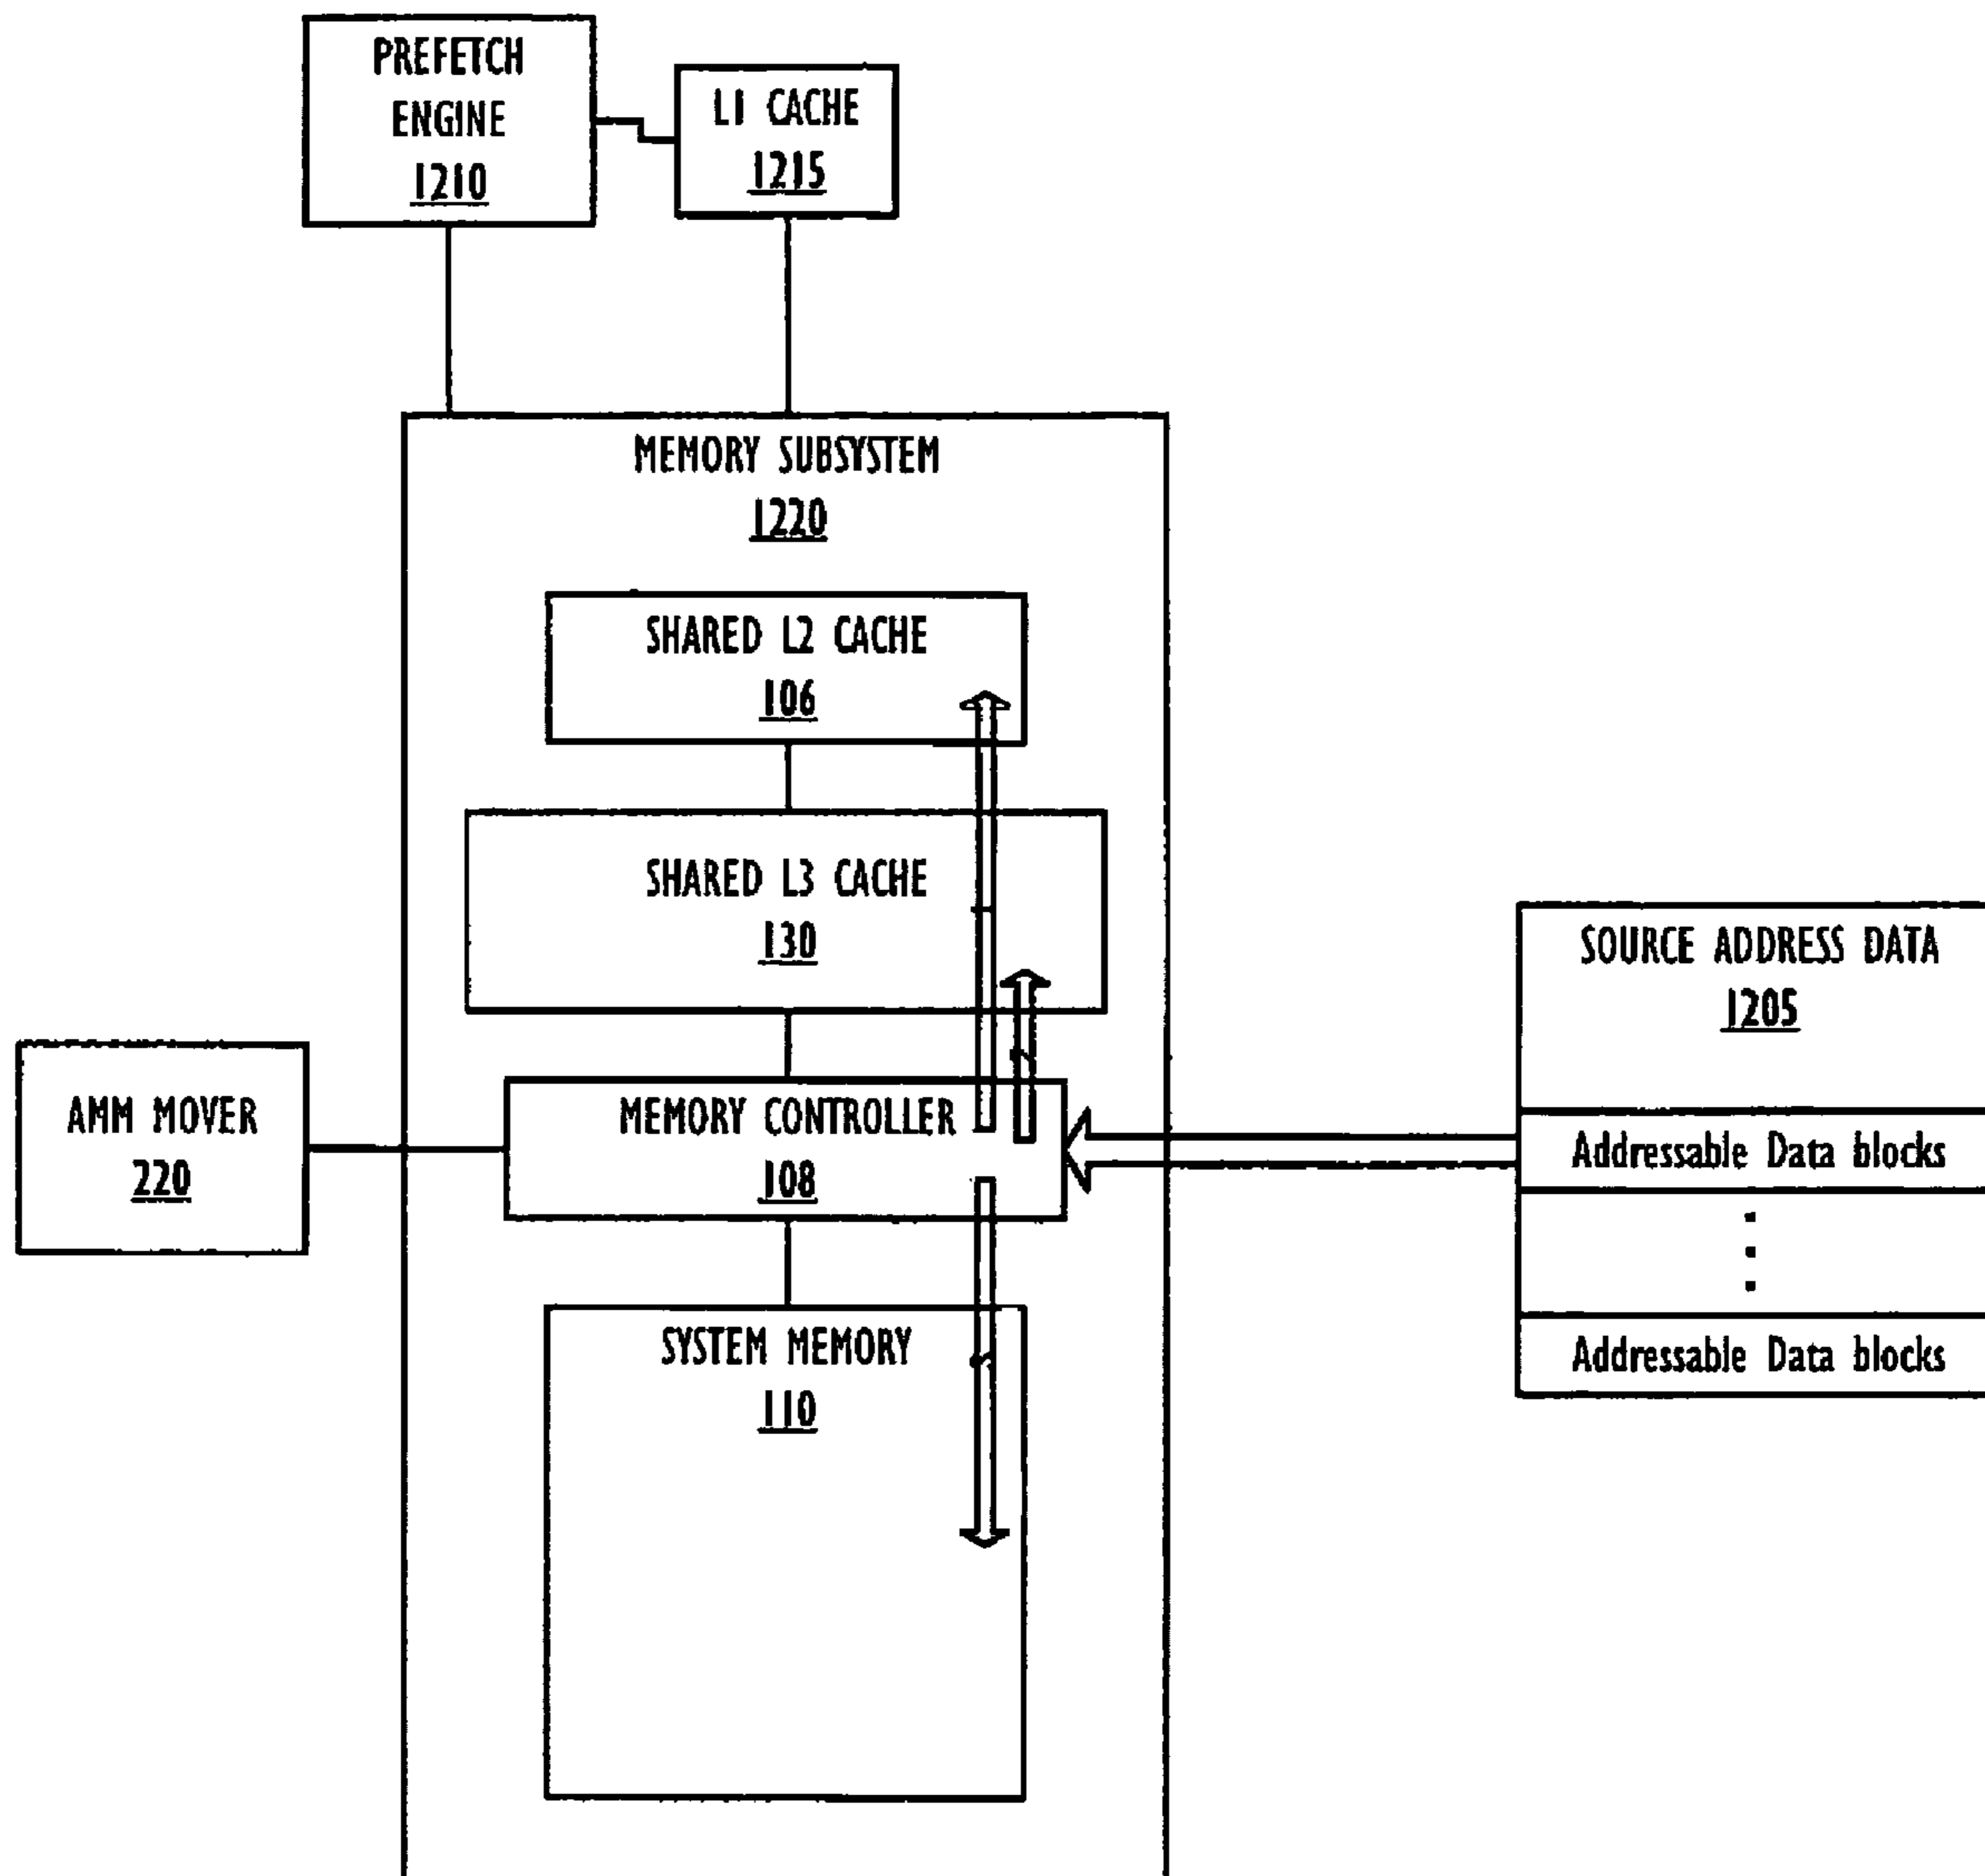 PREFETCH
ENGINE
1210
L1 CACHE
1215
MEMORY SUBSYSTEM
1220
SHARED L2 CACHE
106
SHARED L3 CACHE
130
AMM MOVER
220
MEMORY CONTROLLER
108
SYSTEM MEMORY
110
SOURCE ADDRESS DATA
1205
Addressable Data blocks
Addressable Data blocks